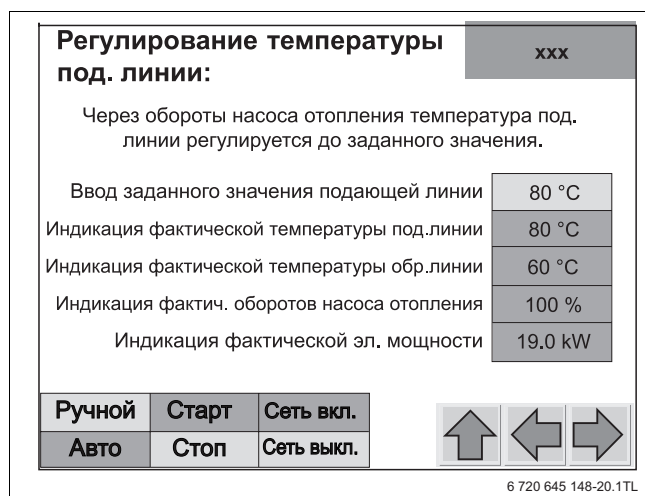 Регулирование температуры
под. линии:
xxx
Через обороты насоса отопления температура под.
линии регулируется до заданного значения.
Ввод заданного значения подающей линии 80 °C
Индикация фактической температуры под.линии 80 °C
Индикация фактической температуры обр.линии 60 °C
Индикация фактич. оборотов насоса отопления 100 %
Индикация фактической эл. мощности 19.0 kW
Ручной Старт Сеть вкл.
Авто Стоп Сеть выкл.
6 720 645 148-20.1TL